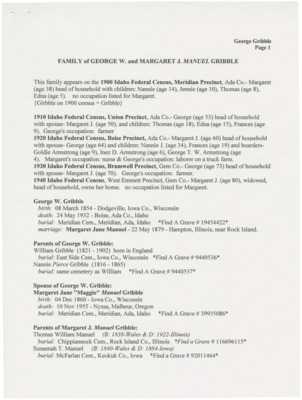 George Gribble
Page 1
FAMILY of GEORGE W. and MARGARET J. MANUEL GRIBBLE
This family appears on the 1900 Idaho Federal Census, Meridian Precinct, Ada Co.- Margaret
(age 38) head of household with children: Nannie (age 14), Jennie (age 10), Thomas (age 8),
Edna (age 5). no occupation listed for Margaret.
{Girbble on 1900 census = Gribble}
1910 Idaho Federal Census, Union Precinct, Ada Co.- George (age 53) head of household
with spouse- Margaret J. (age 50), and children: Thomas (age 18), Edna (age 15), Frances (age
9). George's occupation: farmer
1920 Idaho Federal Census, Boise Precinct, Ada Co.- Margaret J. (age 60) head of household
with spouse- George (age 64) and children: Nannie J. (age 34), Frances (age 19) and boarders-
Goldie Armstrong (age 9), Inez D. Armstrong (age 6), George T. W. Armstrong (age
4). Margaret's occupation: nurse & George's occupation: laborer on a truck farm.
1930 Idaho Federal Census, Bramwell Precinct, Gem Co.- George (age 73) head of household
with spouse- Margaret J. (age 70). George's occupation: farmer.
1940 Idaho Federal Census, West Emmett Precinct, Gem Co.- Margaret J. (age 80), widowed,
head of household, owns her home. no occupation listed for Margaret.
George W. Gribble
birth: 08 March 1854 - Dodgeville, Iowa Co., Wisconsin
death: 24 May 1932 - Boise, Ada Co., Idaho
burial: Meridian Cem., Meridian, Ada, Idaho *Find A Grave # 19454422*
marriage: Margaret Jane Manuel - 22 May 1879 - Hampton, Illinois, near Rock Island.
Parents of George W. Gribble:
William Gribble (1821 - 1902) born in England
burial: East Side Cem., Iowa Co., Wisconsin *Find A Grave # 9440536*
Nannie Pierce Gribble (1816 - 1865)
burial: same cemetery as William *Find A Grave # 9440537*
Spouse of George W. Gribble:
Margaret Jane "Maggie" Manuel Gribble
birth: 04 Dec 1860 - Iowa Co., Wisconsin
death: 10 Nov 1955 - Nyssa, Malheur, Oregon
burial: Meridian Cem., Meridian, Ada, Idaho *Find A Grave # 39935086*
Parents of Margaret J. Manuel Gribble:
Thomas William Manuel (B: 1838-Wales & D: 1922-Illinois)
burial: Chippiannock Cem., Rock Island Co., Illinois *Find a Grave # 116696115*
Susannah T. Manuel (B: 1840-Wales & D: 1884-Iowa)
burial: McFarlan Cem., Keokuk Co., Iowa *Find a Grave # 92011464*